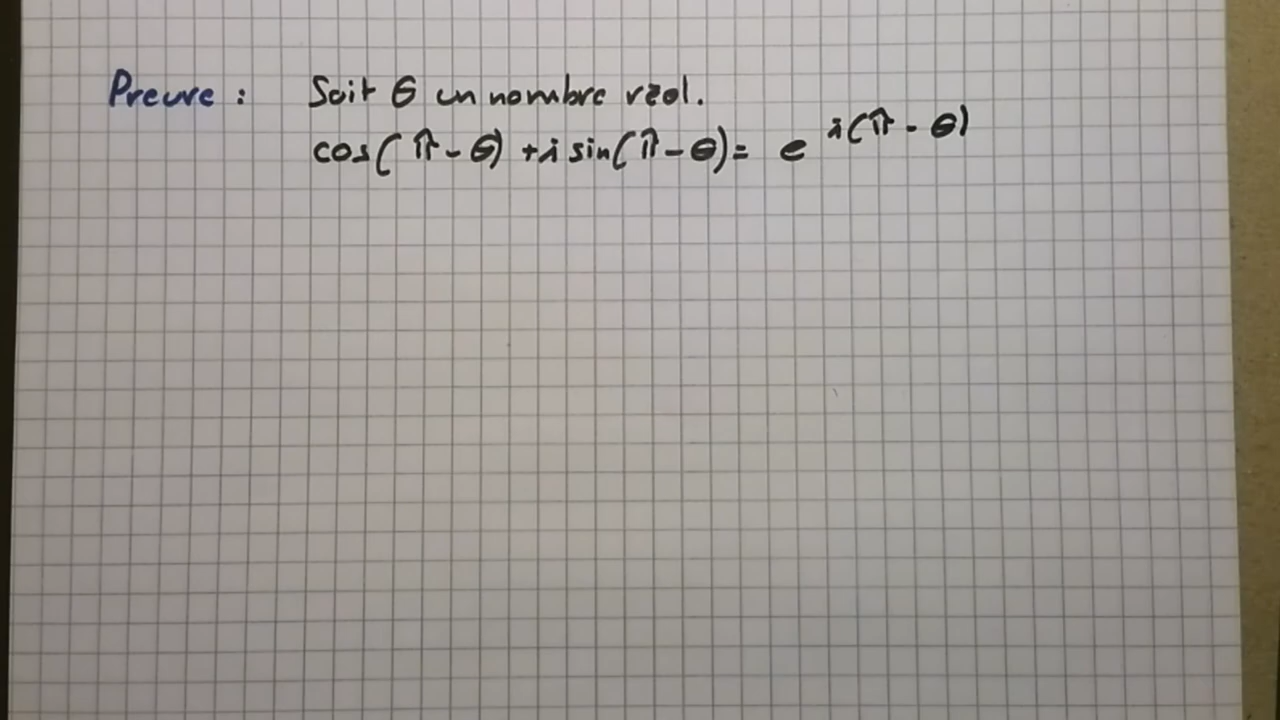 Preuve : Soit θ un nombre réel.
cos(π - θ) + i sin(π - θ) = e^{i(π - θ)}